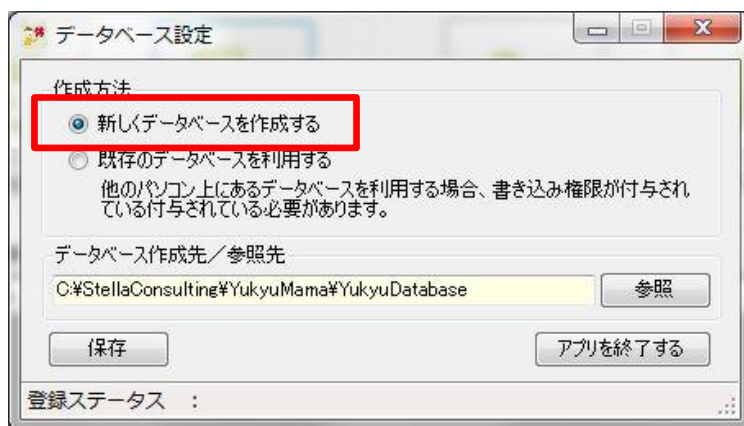 データベース設定
作成方法
新しくデータベースを作成する
既存のデータベースを利用する
他のパソコン上にあるデータベースを利用する場合、書き込み権限が付与され
ている付与されている必要があります。
データベース作成先／参照先
C:¥StellaConsulting¥YukyuMama¥YukyuDatabase
参照
保存
アプリを終了する
登録ステータス ：